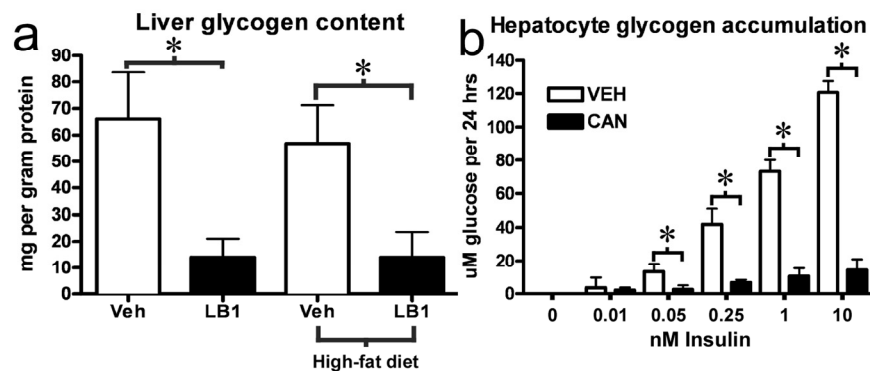 a
Liver glycogen content
mg per gram protein
90
80
70
60
50
40
30
20
10
0
*
*
Veh LB1 Veh LB1
High-fat diet
b
Hepatocyte glycogen accumulation
uM glucose per 24 hrs
140
120
100
80
60
40
20
0
VEH
CAN
*
*
*
*
*
0 0.01 0.05 0.25 1 10
nM Insulin